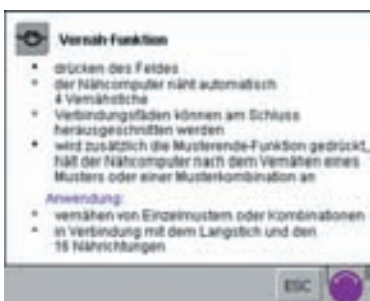 Vernäh-Funktion
• drücken des Feldes
• der Nähcomputer näht automatisch
4 Vernähstiche
• Verbindungsfäden können am Schluss
herausgeschnitten werden
• wird zusätzlich die Musterende-Funktion gedrückt,
hält der Nähcomputer nach dem Vernähen eines
Musters oder einer Musterkombination an
Anwendung:
• vernähen von Einzelmustern oder Kombinationen
• in Verbindung mit dem Langstich und den
16 Nährichtungen
ESC